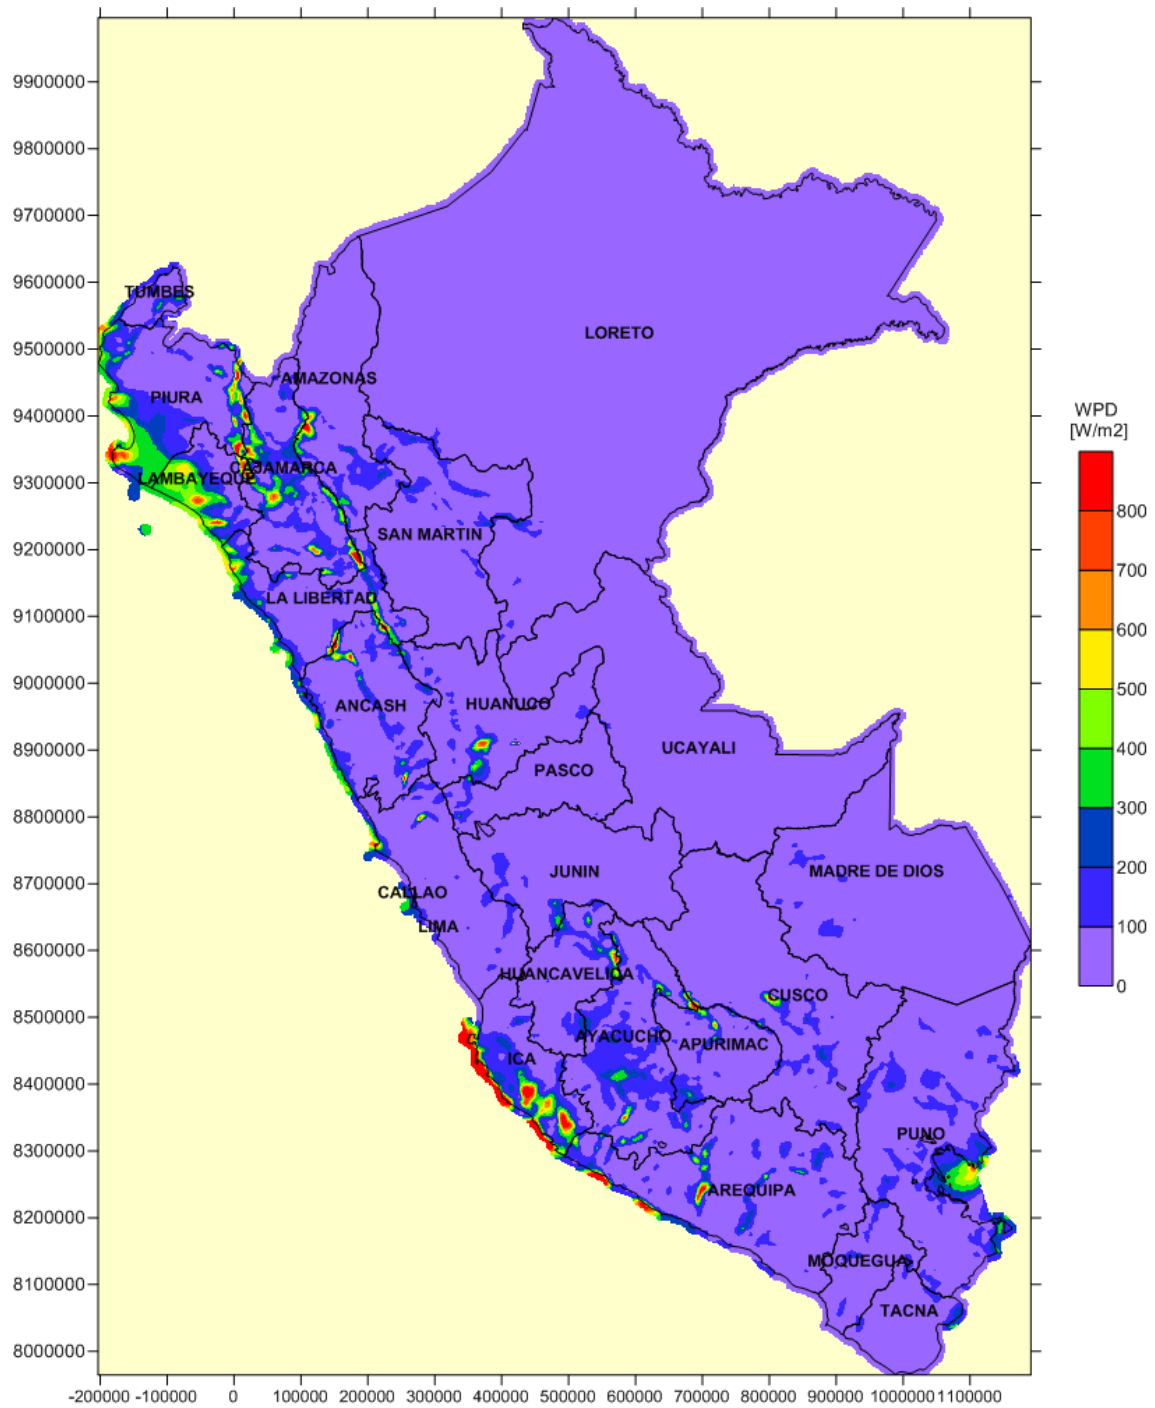 9900000
9800000
9700000
9600000
9500000
9400000
9300000
9200000
9100000
9000000
8900000
8800000
8700000
8600000
8500000
8400000
8300000
8200000
8100000
8000000
-200000 -100000 0 100000 200000 300000 400000 500000 600000 700000 800000 900000 1000000 1100000
TUMBES
LORETO
AMAZONAS
PIURA
CAJAMARCA
LAMBAYEQUE
SAN MARTIN
LA LIBERTAD
ANCASH
HUANUCO
UCAYALI
PASCO
JUNIN
MADRE DE DIOS
CALLAO
LIMA
HUANCAVELICA
CUSCO
AYACUCHO
APURIMAC
ICA
PUNO
AREQUIPA
MOQUEGUA
TACNA
WPD
[W/m2]
800
700
600
500
400
300
200
100
0